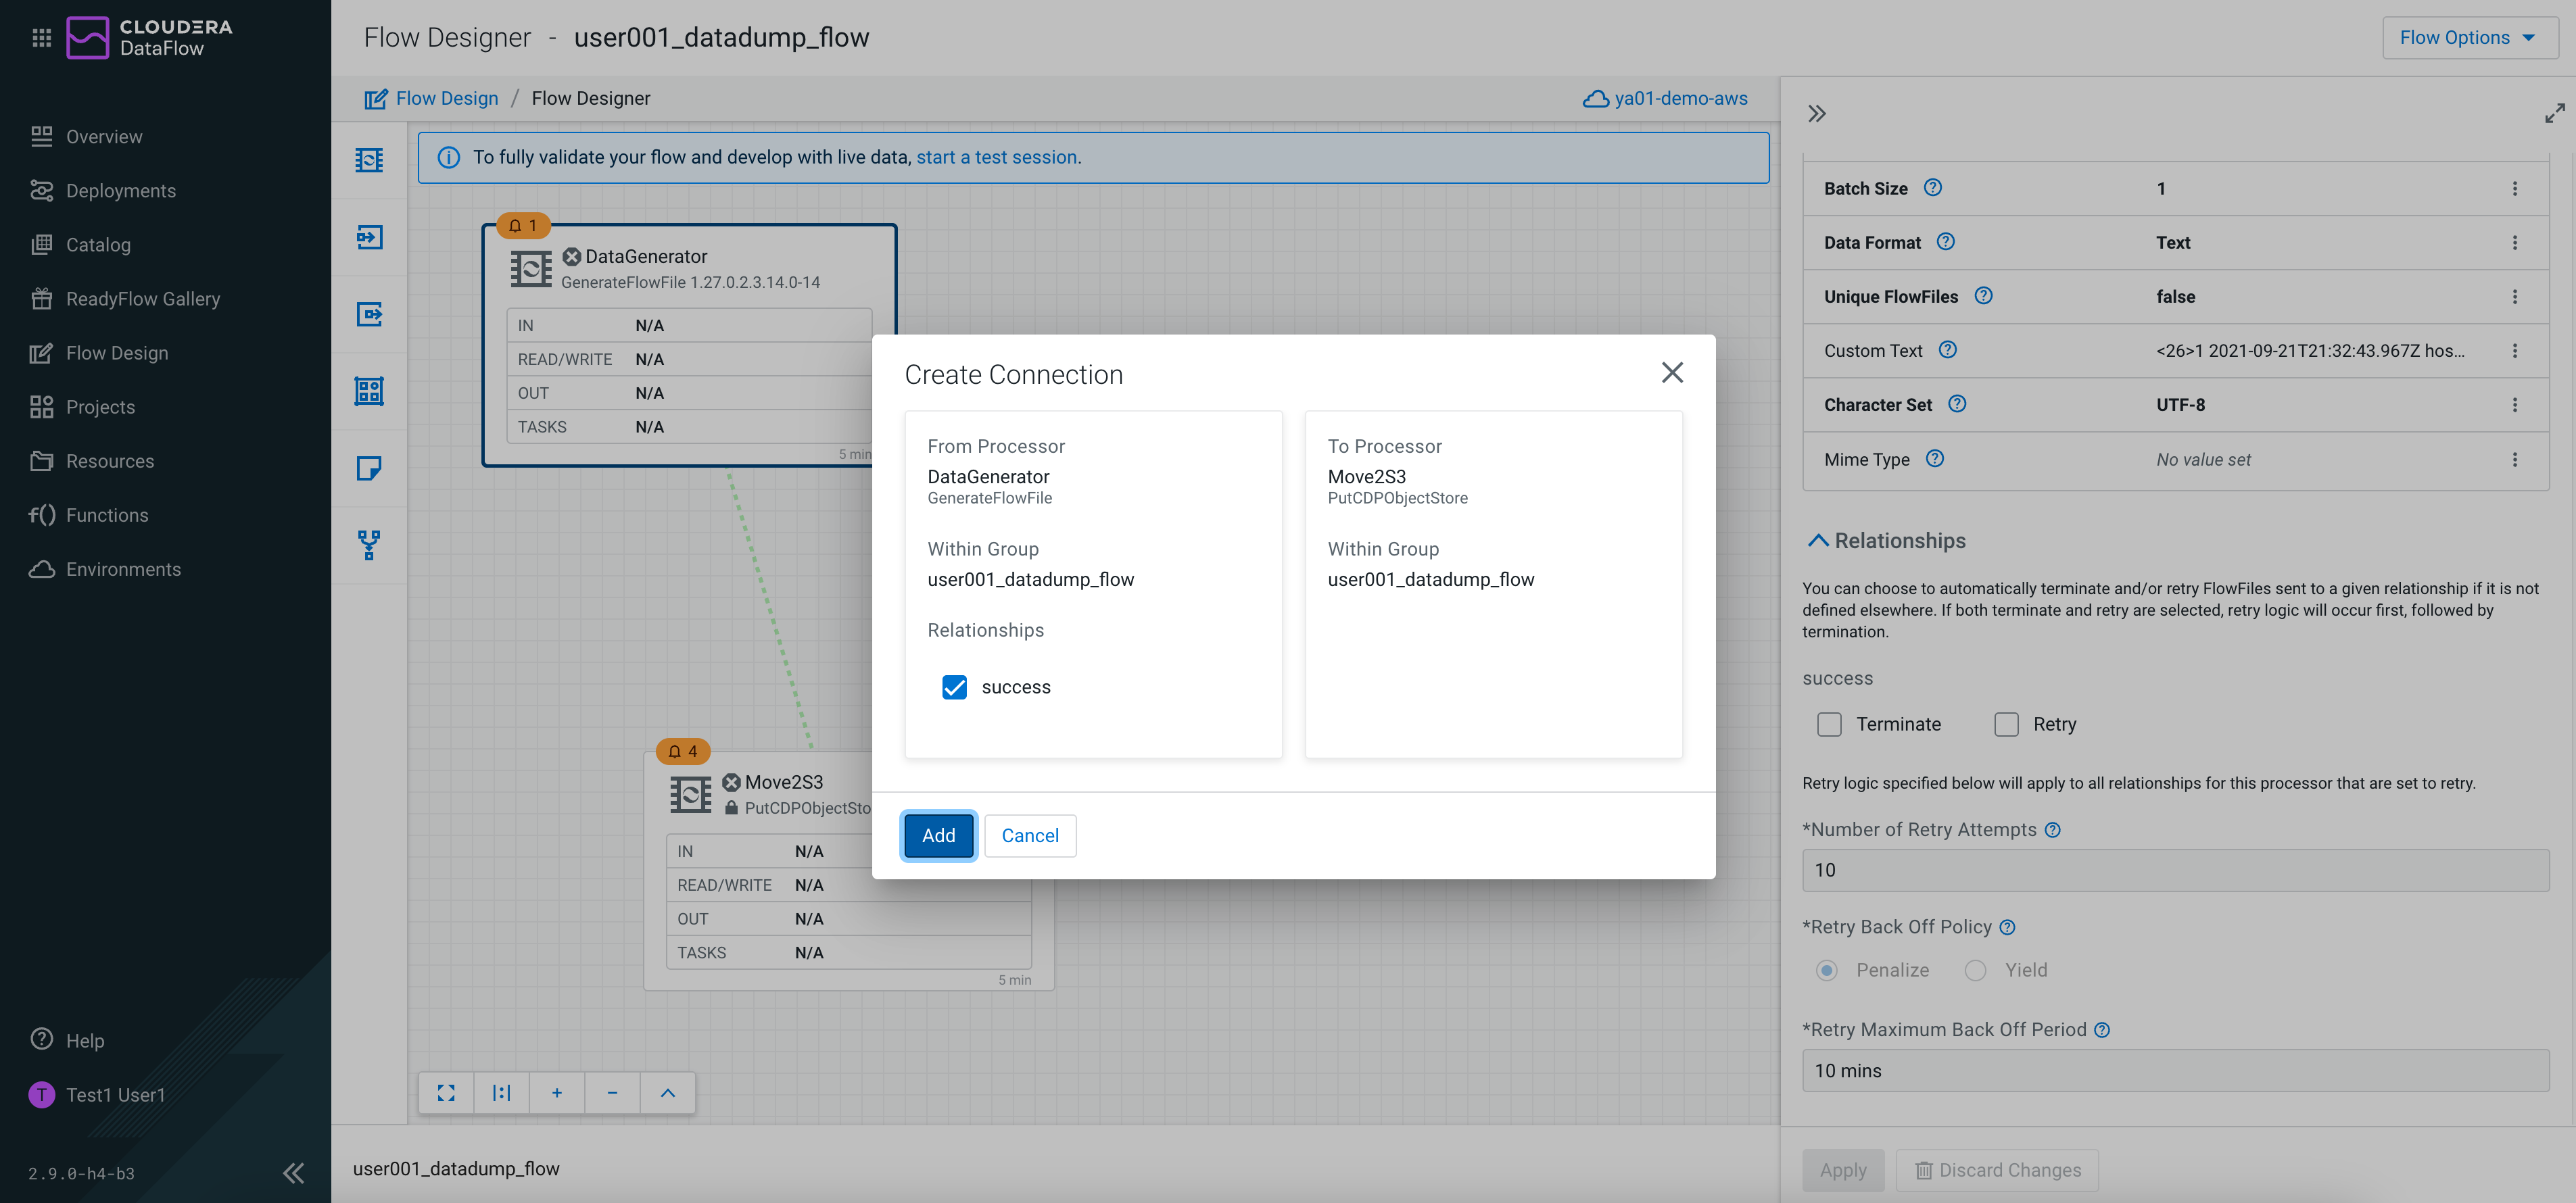 CLOUDERA
DataFlow
Overview
Deployments
Catalog
ReadyFlow Gallery
Flow Design
Projects
Resources
f() Functions
Environments
Help
T Test1 User1
2.9.0-h4-b3
Flow Designer - user001_datadump_flow
Flow Options
Flow Design / Flow Designer
ya01-demo-aws
To fully validate your flow and develop with live data, start a test session.
1
DataGenerator
GenerateFlowFile 1.27.0.2.3.14.0-14
IN N/A
READ/WRITE N/A
OUT N/A
TASKS N/A
5 min
4
Move2S3
PutCDPObjectSto
IN N/A
READ/WRITE N/A
OUT N/A
TASKS N/A
5 min
user001_datadump_flow
Create Connection
From Processor
DataGenerator
GenerateFlowFile
Within Group
user001_datadump_flow
Relationships
success
To Processor
Move2S3
PutCDPObjectStore
Within Group
user001_datadump_flow
Add
Cancel
Batch Size 1
Data Format Text
Unique FlowFiles false
Custom Text <26>1 2021-09-21T21:32:43.967Z hos...
Character Set UTF-8
Mime Type No value set
Relationships
You can choose to automatically terminate and/or retry FlowFiles sent to a given relationship if it is not
defined elsewhere. If both terminate and retry are selected, retry logic will occur first, followed by
termination.
success
Terminate Retry
Retry logic specified below will apply to all relationships for this processor that are set to retry.
*Number of Retry Attempts
10
*Retry Back Off Policy
Penalize Yield
*Retry Maximum Back Off Period
10 mins
Apply
Discard Changes